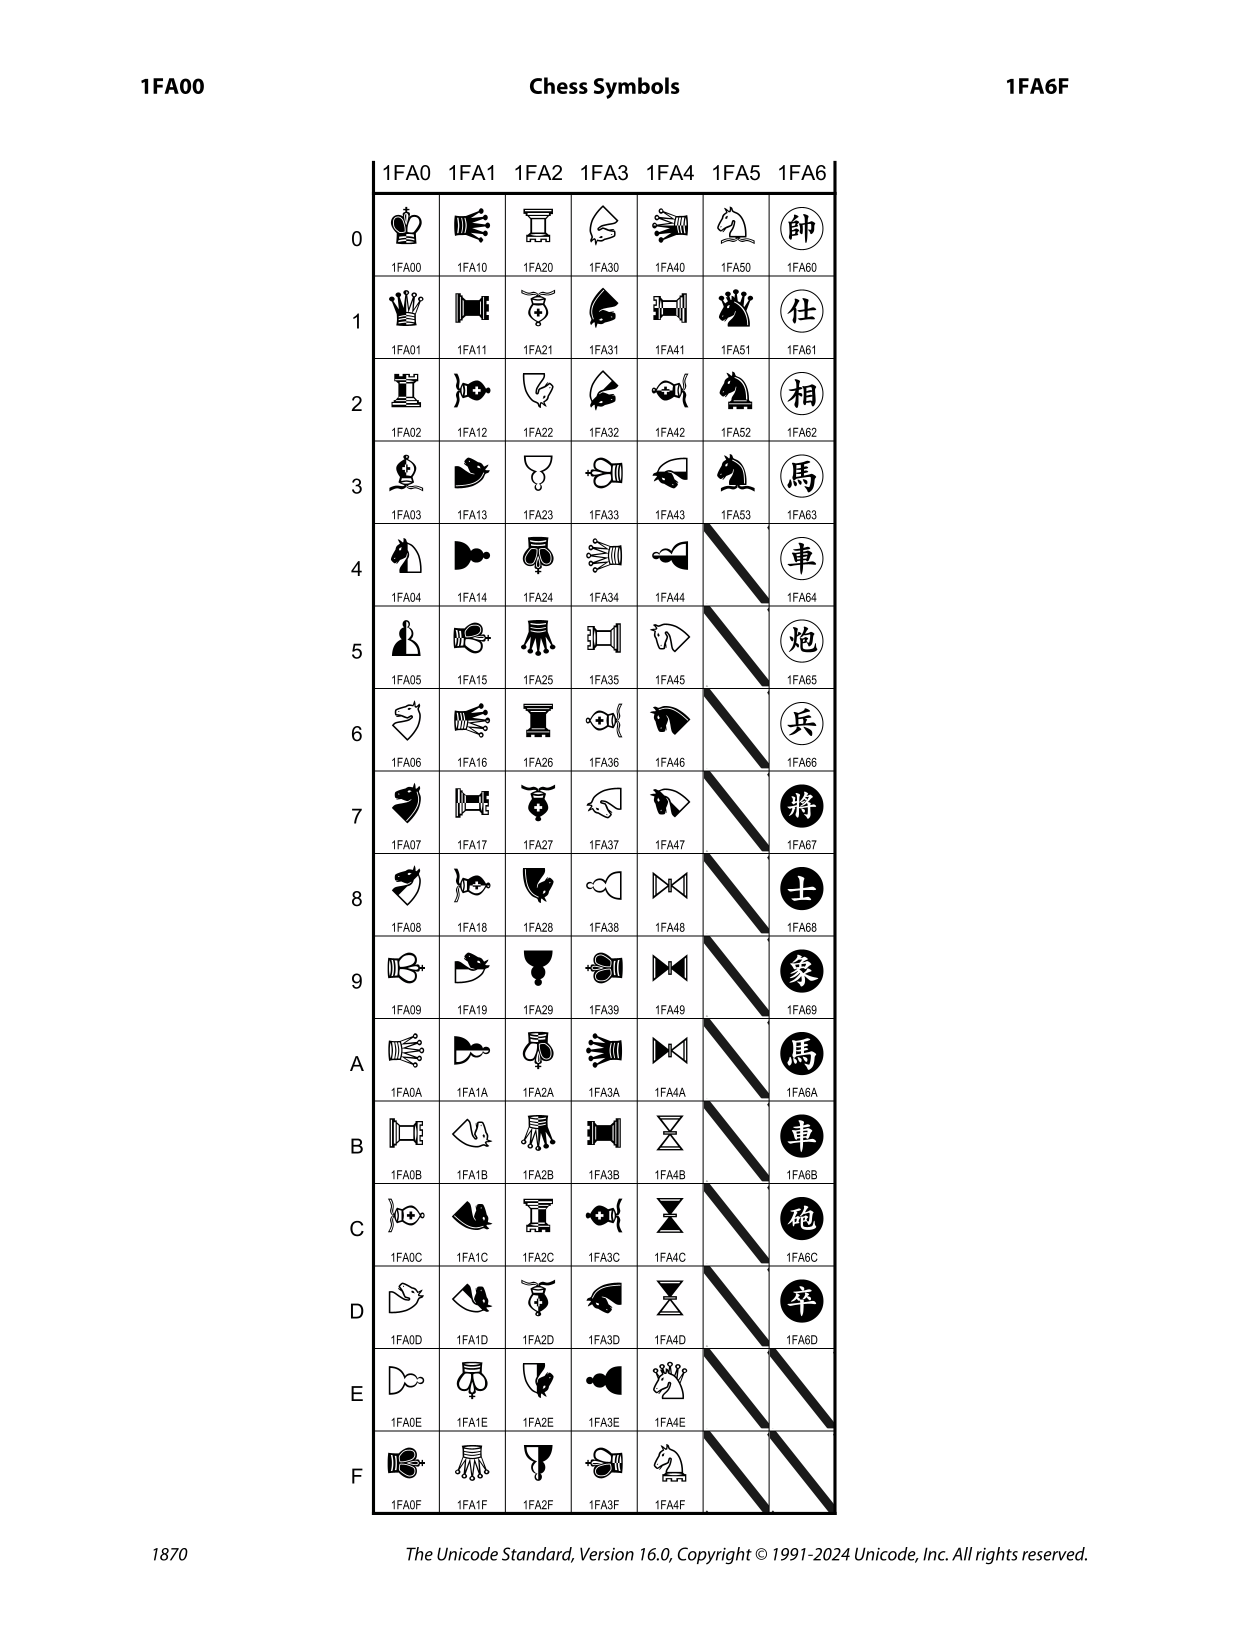 1FA00 Chess Symbols 1FA6F
1FA0 1FA1 1FA2 1FA3 1FA4 1FA5 1FA6
0 帥
1FA00 1FA10 1FA20 1FA30 1FA40 1FA50 1FA60
1 仕
1FA01 1FA11 1FA21 1FA31 1FA41 1FA51 1FA61
2 相
1FA02 1FA12 1FA22 1FA32 1FA42 1FA52 1FA62
3 馬
1FA03 1FA13 1FA23 1FA33 1FA43 1FA53 1FA63
4 車
1FA04 1FA14 1FA24 1FA34 1FA44 1FA64
5 炮
1FA05 1FA15 1FA25 1FA35 1FA45 1FA65
6 兵
1FA06 1FA16 1FA26 1FA36 1FA46 1FA66
7 將
1FA07 1FA17 1FA27 1FA37 1FA47 1FA67
8 士
1FA08 1FA18 1FA28 1FA38 1FA48 1FA68
9 象
1FA09 1FA19 1FA29 1FA39 1FA49 1FA69
A 馬
1FA0A 1FA1A 1FA2A 1FA3A 1FA4A 1FA6A
B 車
1FA0B 1FA1B 1FA2B 1FA3B 1FA4B 1FA6B
C 砲
1FA0C 1FA1C 1FA2C 1FA3C 1FA4C 1FA6C
D 卒
1FA0D 1FA1D 1FA2D 1FA3D 1FA4D 1FA6D
E
1FA0E 1FA1E 1FA2E 1FA3E 1FA4E
F
1FA0F 1FA1F 1FA2F 1FA3F 1FA4F
1870 The Unicode Standard, Version 16.0, Copyright © 1991-2024 Unicode, Inc. All rights reserved.